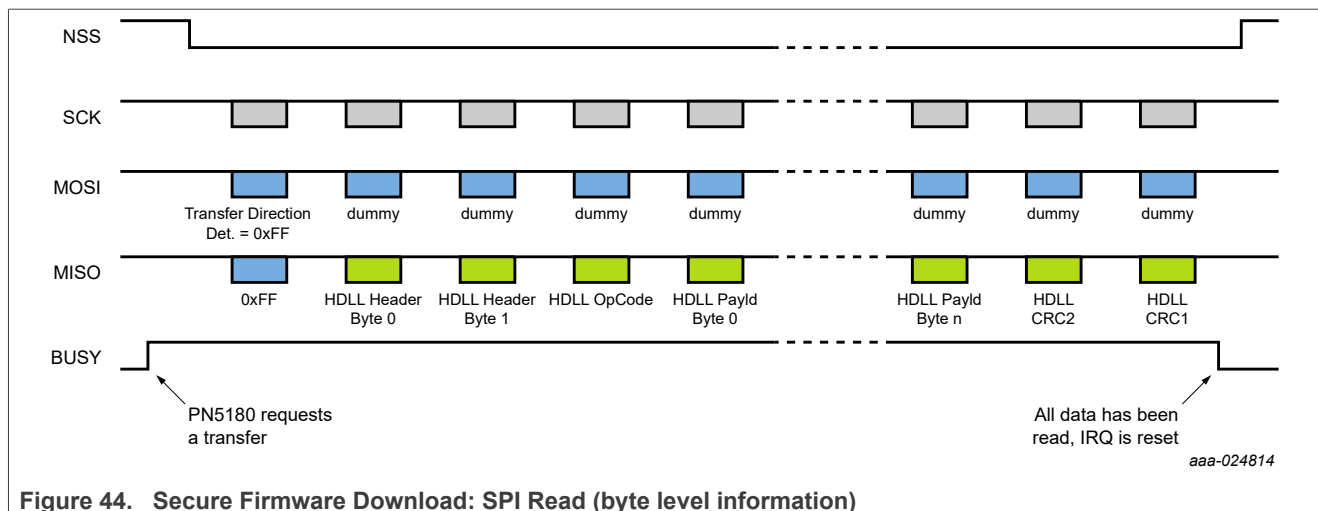 NSS
SCK
MOSI
Transfer Direction
Det. = 0xFF
dummy
dummy
dummy
dummy
dummy
dummy
dummy
MISO
0xFF
HDLL Header
Byte 0
HDLL Header
Byte 1
HDLL OpCode
HDLL Payld
Byte 0
HDLL Payld
Byte n
HDLL
CRC2
HDLL
CRC1
BUSY
PN5180 requests
a transfer
All data has been
read, IRQ is reset
aaa-024814
Figure 44. Secure Firmware Download: SPI Read (byte level information)